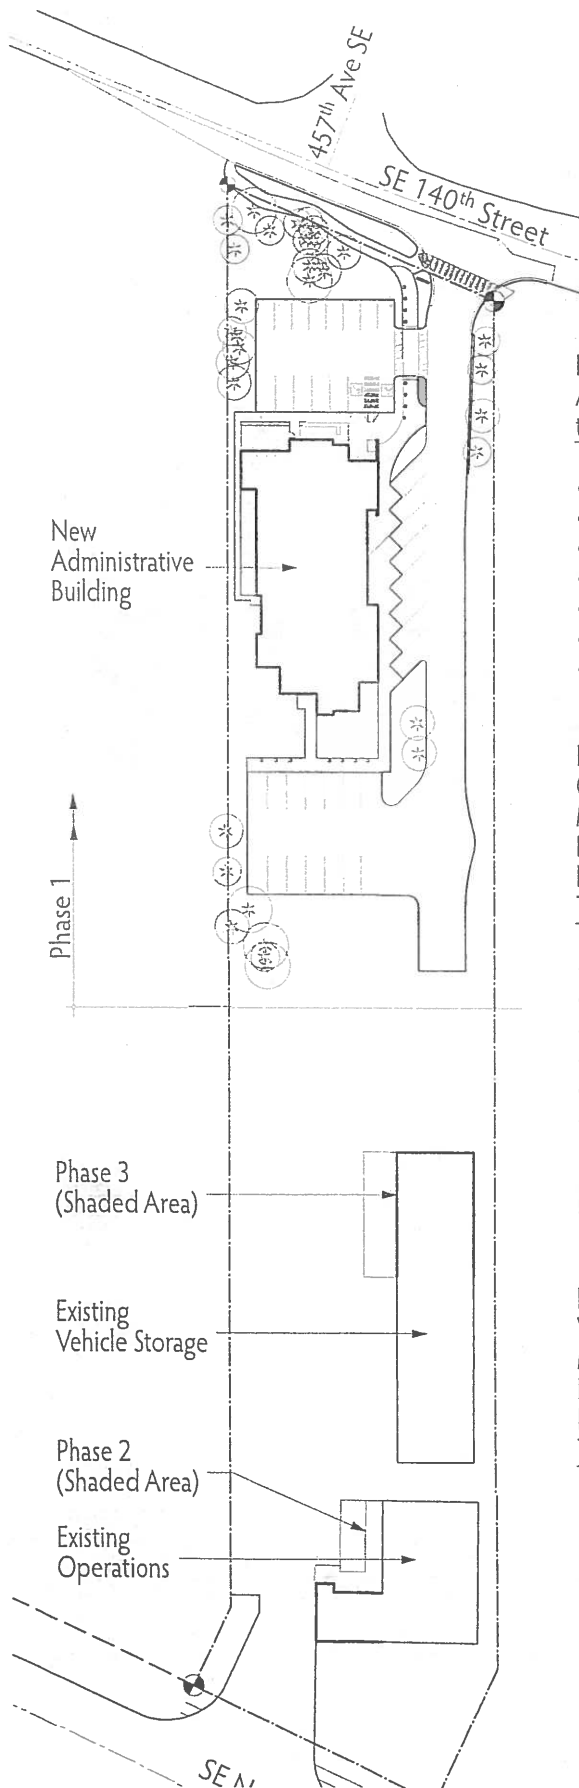 457th Ave SE
SE 140th Street
New
Administrative
Building
Phase 1
Phase 3
(Shaded Area)
Existing
Vehicle Storage
Phase 2
(Shaded Area)
Existing
Operations
SE